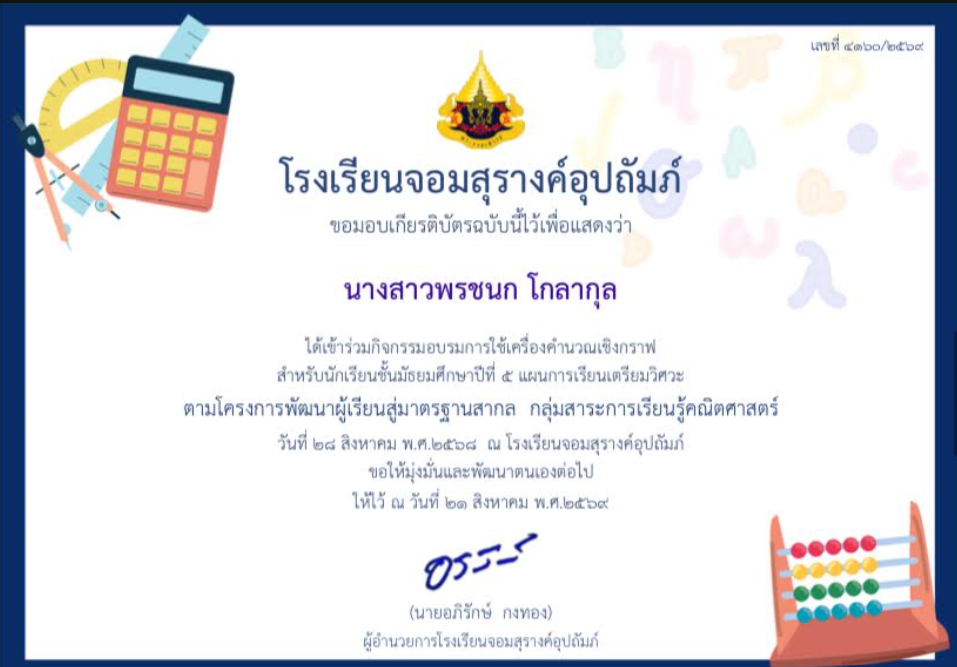 เลขที่ ๔๑๖๐/๒๕๖๙
โรงเรียนจอมสุรางค์อุปถัมภ์
ขอมอบเกียรติบัตรฉบับนี้ไว้เพื่อแสดงว่า
นางสาวพรชนก โกลากุล
ได้เข้าร่วมกิจกรรมอบรมการใช้เครื่องคำนวณเชิงกราฟ
สำหรับนักเรียนชั้นมัธยมศึกษาปีที่ ๕ แผนการเรียนเตรียมวิศวะ
ตามโครงการพัฒนาผู้เรียนสู่มาตรฐานสากล กลุ่มสาระการเรียนรู้คณิตศาสตร์
วันที่ ๒๘ สิงหาคม พ.ศ.๒๕๖๘ ณ โรงเรียนจอมสุรางค์อุปถัมภ์
ขอให้มุ่งมั่นและพัฒนาตนเองต่อไป
ให้ไว้ ณ วันที่ ๒๑ สิงหาคม พ.ศ.๒๕๖๙
(นายอภิรักษ์ กงทอง)
ผู้อำนวยการโรงเรียนจอมสุรางค์อุปถัมภ์